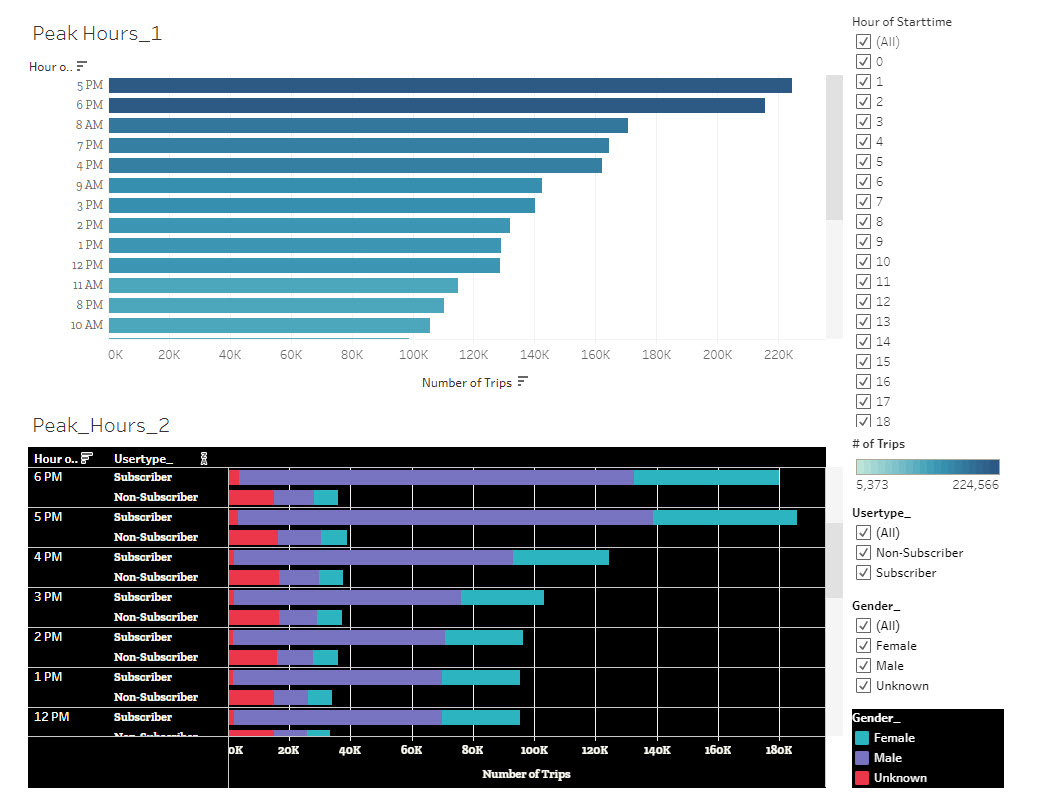 Peak Hours_1
Hour o..
5 PM
6 PM
8 AM
7 PM
4 PM
9 AM
3 PM
2 PM
1 PM
12 PM
11 AM
8 PM
10 AM
0K 20K 40K 60K 80K 100K 120K 140K 160K 180K 200K 220K
Number of Trips
Hour of Starttime
(All)
0
1
2
3
4
5
6
7
8
9
10
11
12
13
14
15
16
17
18
Peak_Hours_2
Hour o.. Usertype_
6 PM Subscriber
Non-Subscriber
5 PM Subscriber
Non-Subscriber
4 PM Subscriber
Non-Subscriber
3 PM Subscriber
Non-Subscriber
2 PM Subscriber
Non-Subscriber
1 PM Subscriber
Non-Subscriber
12 PM Subscriber
Non-Subscriber
0K 20K 40K 60K 80K 100K 120K 140K 160K 180K
Number of Trips
# of Trips
5,373 224,566
Usertype_
(All)
Non-Subscriber
Subscriber
Gender_
(All)
Female
Male
Unknown
Gender_
Female
Male
Unknown